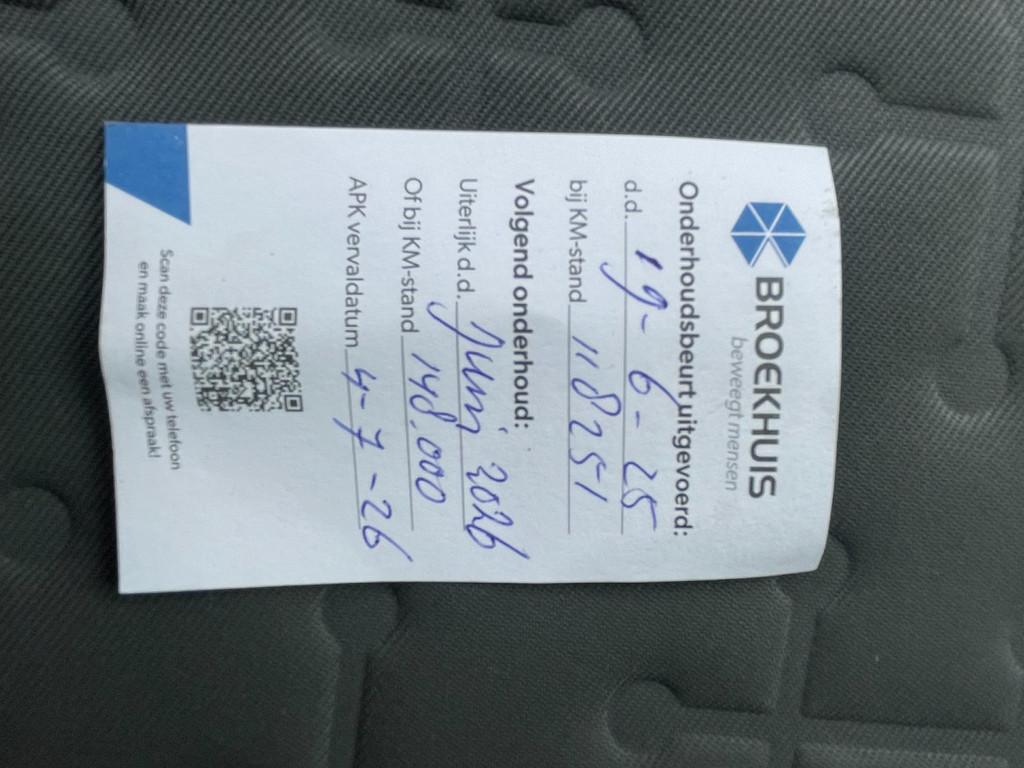 BROEKHUIS
beweegt mensen
Onderhoudsbeurt uitgevoerd:
d.d. 19-6-25
bij KM-stand 118251
Volgend onderhoud:
Uiterlijk d.d. Juni 2026
Of bij KM-stand 148.000
APK vervaldatum 4-7-26
Scan deze code met uw telefoon
en maak online een afspraak!